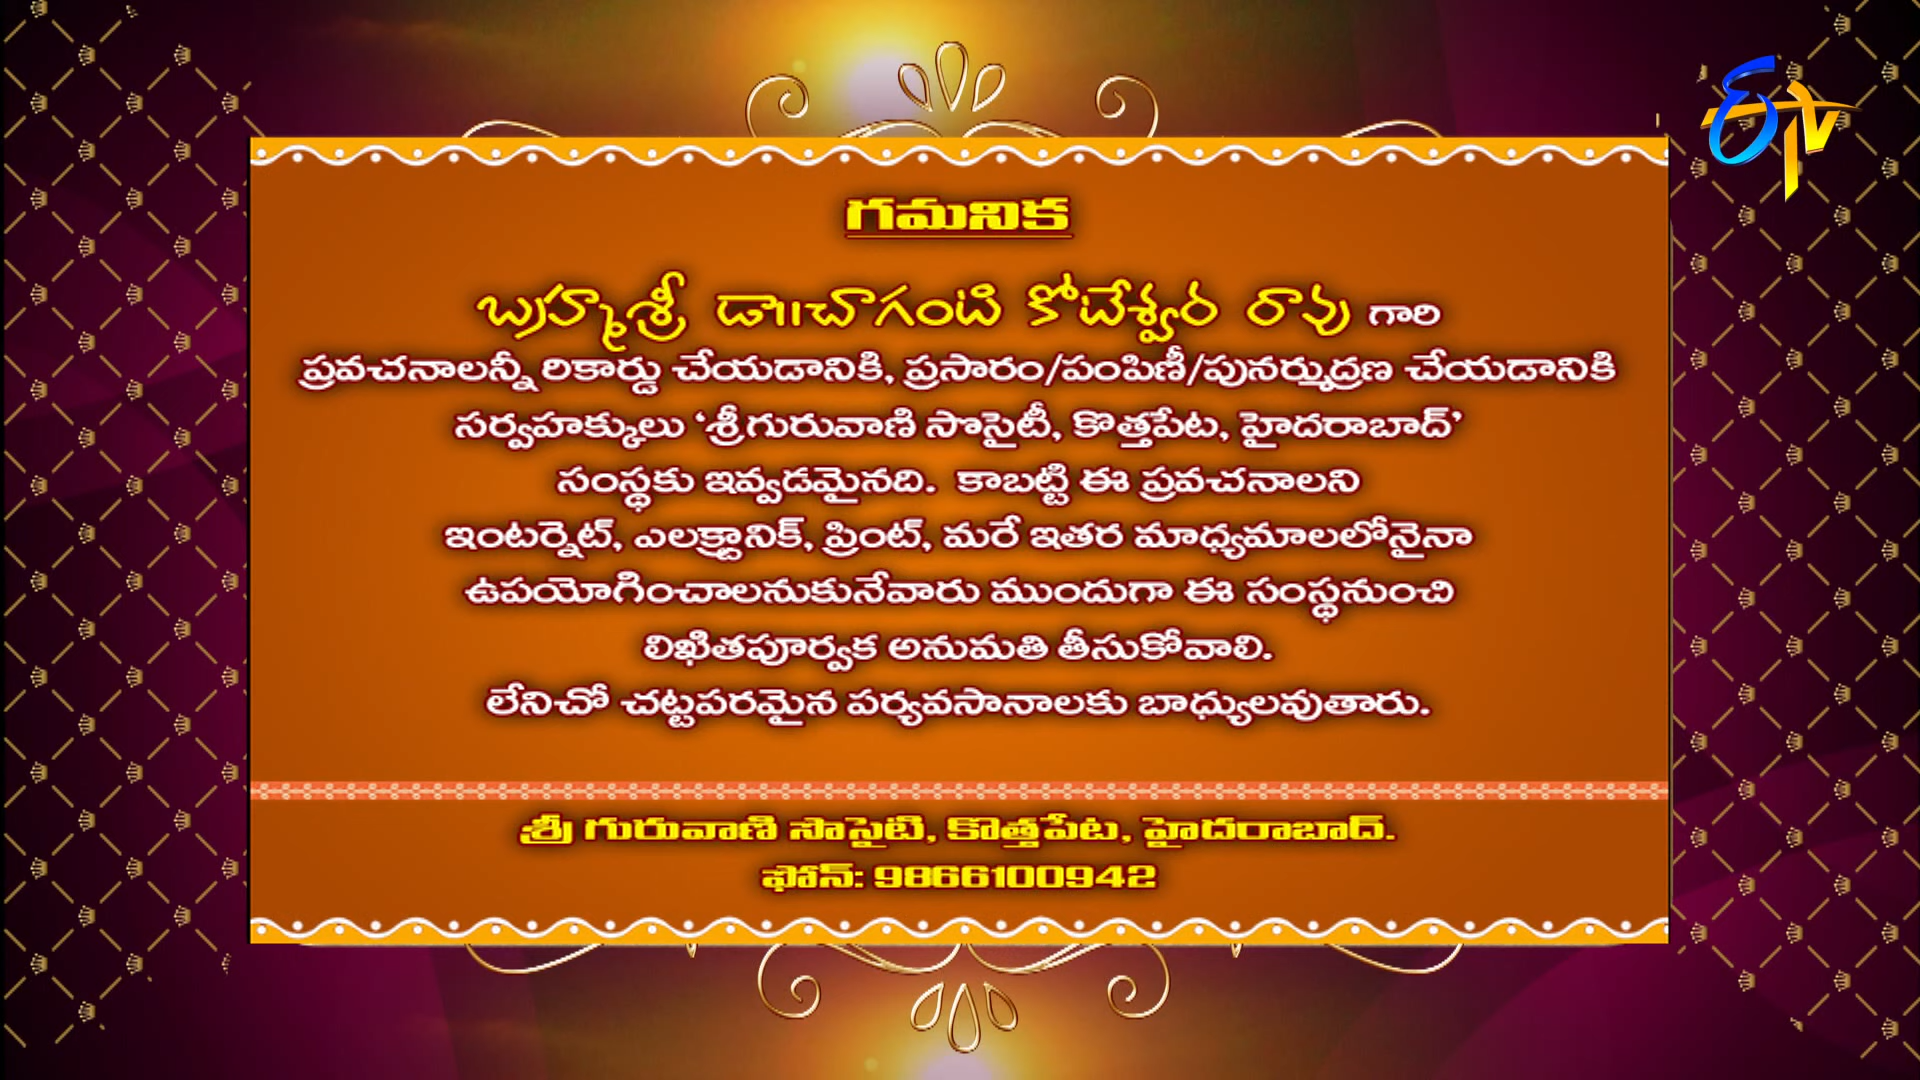 ఈTV
గమనిక
బ్రహ్మశ్రీ డా॥చాగంటి కోటేశ్వర రావు గారి
ప్రవచనాలన్నీ రికార్డు చేయడానికి, ప్రసారం/పంపిణీ/పునర్ముద్రణ చేయడానికి
సర్వహక్కులు ‘శ్రీగురువాణి సొసైటీ, కొత్తపేట, హైదరాబాద్’
సంస్థకు ఇవ్వడమైనది. కాబట్టి ఈ ప్రవచనాలని
ఇంటర్నెట్, ఎలక్ట్రానిక్, ప్రింట్, మరే ఇతర మాధ్యమాలలోనైనా
ఉపయోగించాలనుకునేవారు ముందుగా ఈ సంస్థనుంచి
లిఖితపూర్వక అనుమతి తీసుకోవాలి.
లేనిచో చట్టపరమైన పర్యవసానాలకు బాధ్యులవుతారు.
శ్రీ గురువాణి సొసైటి, కొత్తపేట, హైదరాబాద్.
ఫోన్: 9866100942